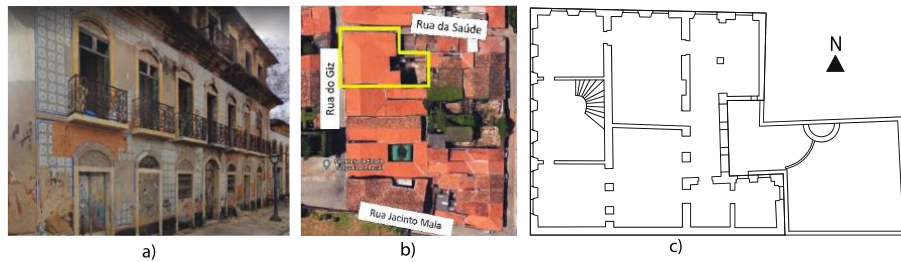 Rua da Saúde
Rua do Giz
Rua Jacinto Maia
N
a)
b)
c)